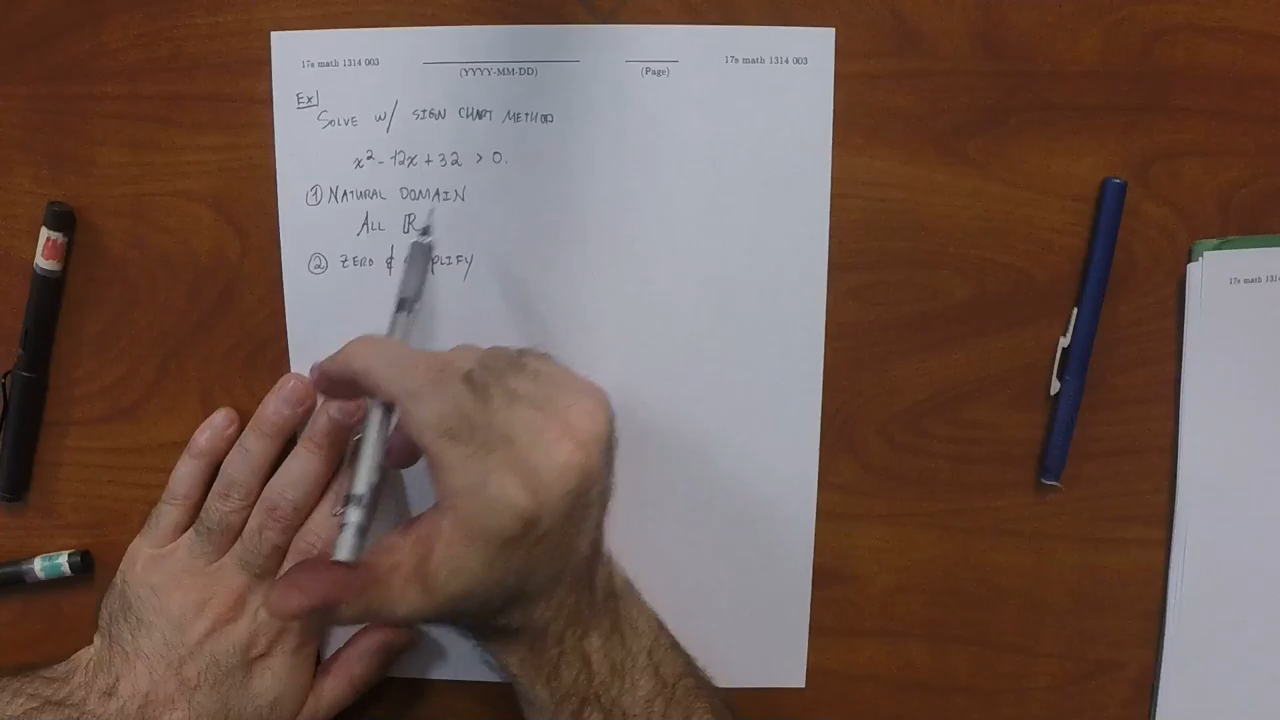 17s math 1314 003
(YYYY-MM-DD)
(Page)
17s math 1314 003
Ex
SOLVE W/ SIGN CHART METHOD
x² - 12x + 32 > 0.
① NATURAL DOMAIN
ALL ℝ
② ZERO &
17s math